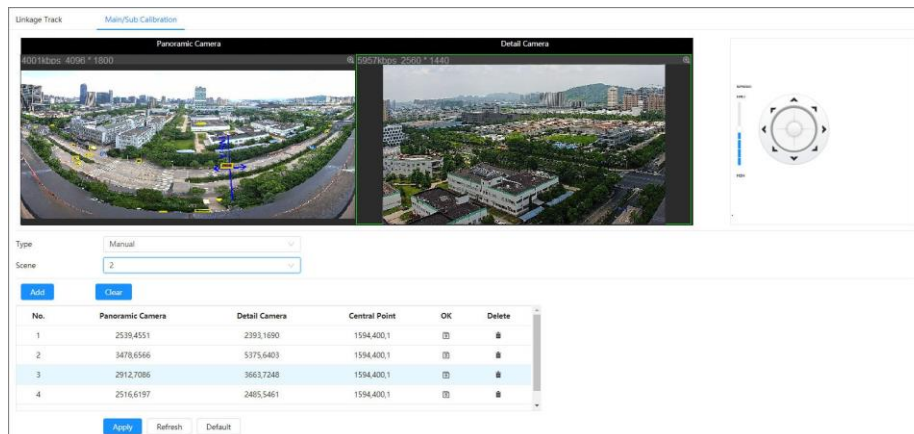 Linkage Track Main/Sub Calibration
Panoramic Camera Detail Camera
4001kbps 4096 * 1800 5957kbps 2560 * 1440
Type Manual
Scene 2
Add Clear
No. Panoramic Camera Detail Camera Central Point OK Delete
1 2539,4551 2393,1690 1594,400,1
2 3478,6566 5375,6403 1594,400,1
3 2912,7086 3663,7248 1594,400,1
4 2516,6197 2485,5461 1594,400,1
Apply Refresh Default